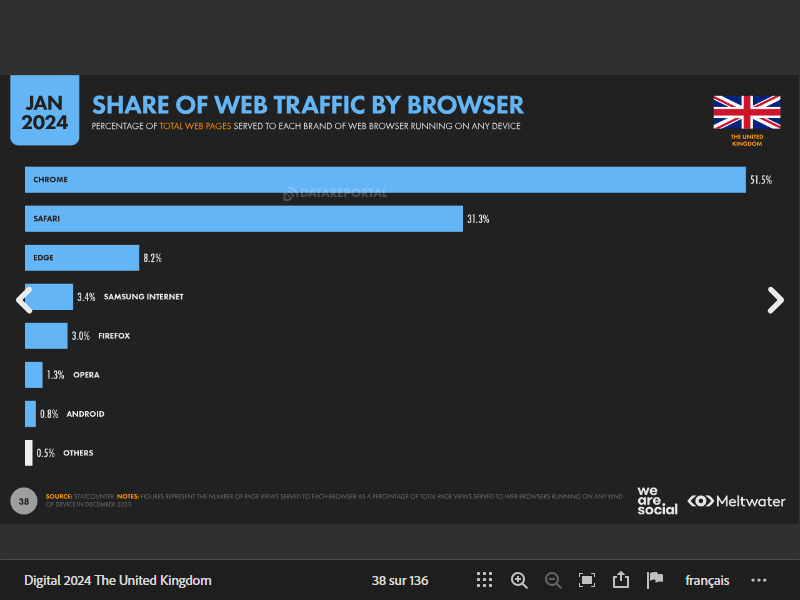 JAN
2024
SHARE OF WEB TRAFFIC BY BROWSER
PERCENTAGE OF TOTAL WEB PAGES SERVED TO EACH BRAND OF WEB BROWSER RUNNING ON ANY DEVICE
THE UNITED
KINGDOM
CHROME 51.5%
DATAREPORTAL
SAFARI 31.3%
EDGE 8.2%
3.4% SAMSUNG INTERNET
3.0% FIREFOX
1.3% OPERA
0.8% ANDROID
0.5% OTHERS
38
SOURCE: STATCOUNTER. NOTES: FIGURES REPRESENT THE NUMBER OF PAGE VIEWS SERVED TO EACH BROWSER AS A PERCENTAGE OF TOTAL PAGE VIEWS SERVED TO WEB BROWSERS RUNNING ON ANY KIND
OF DEVICE IN DECEMBER 2023.
we
are
social
Meltwater
Digital 2024 The United Kingdom
38 sur 136
français